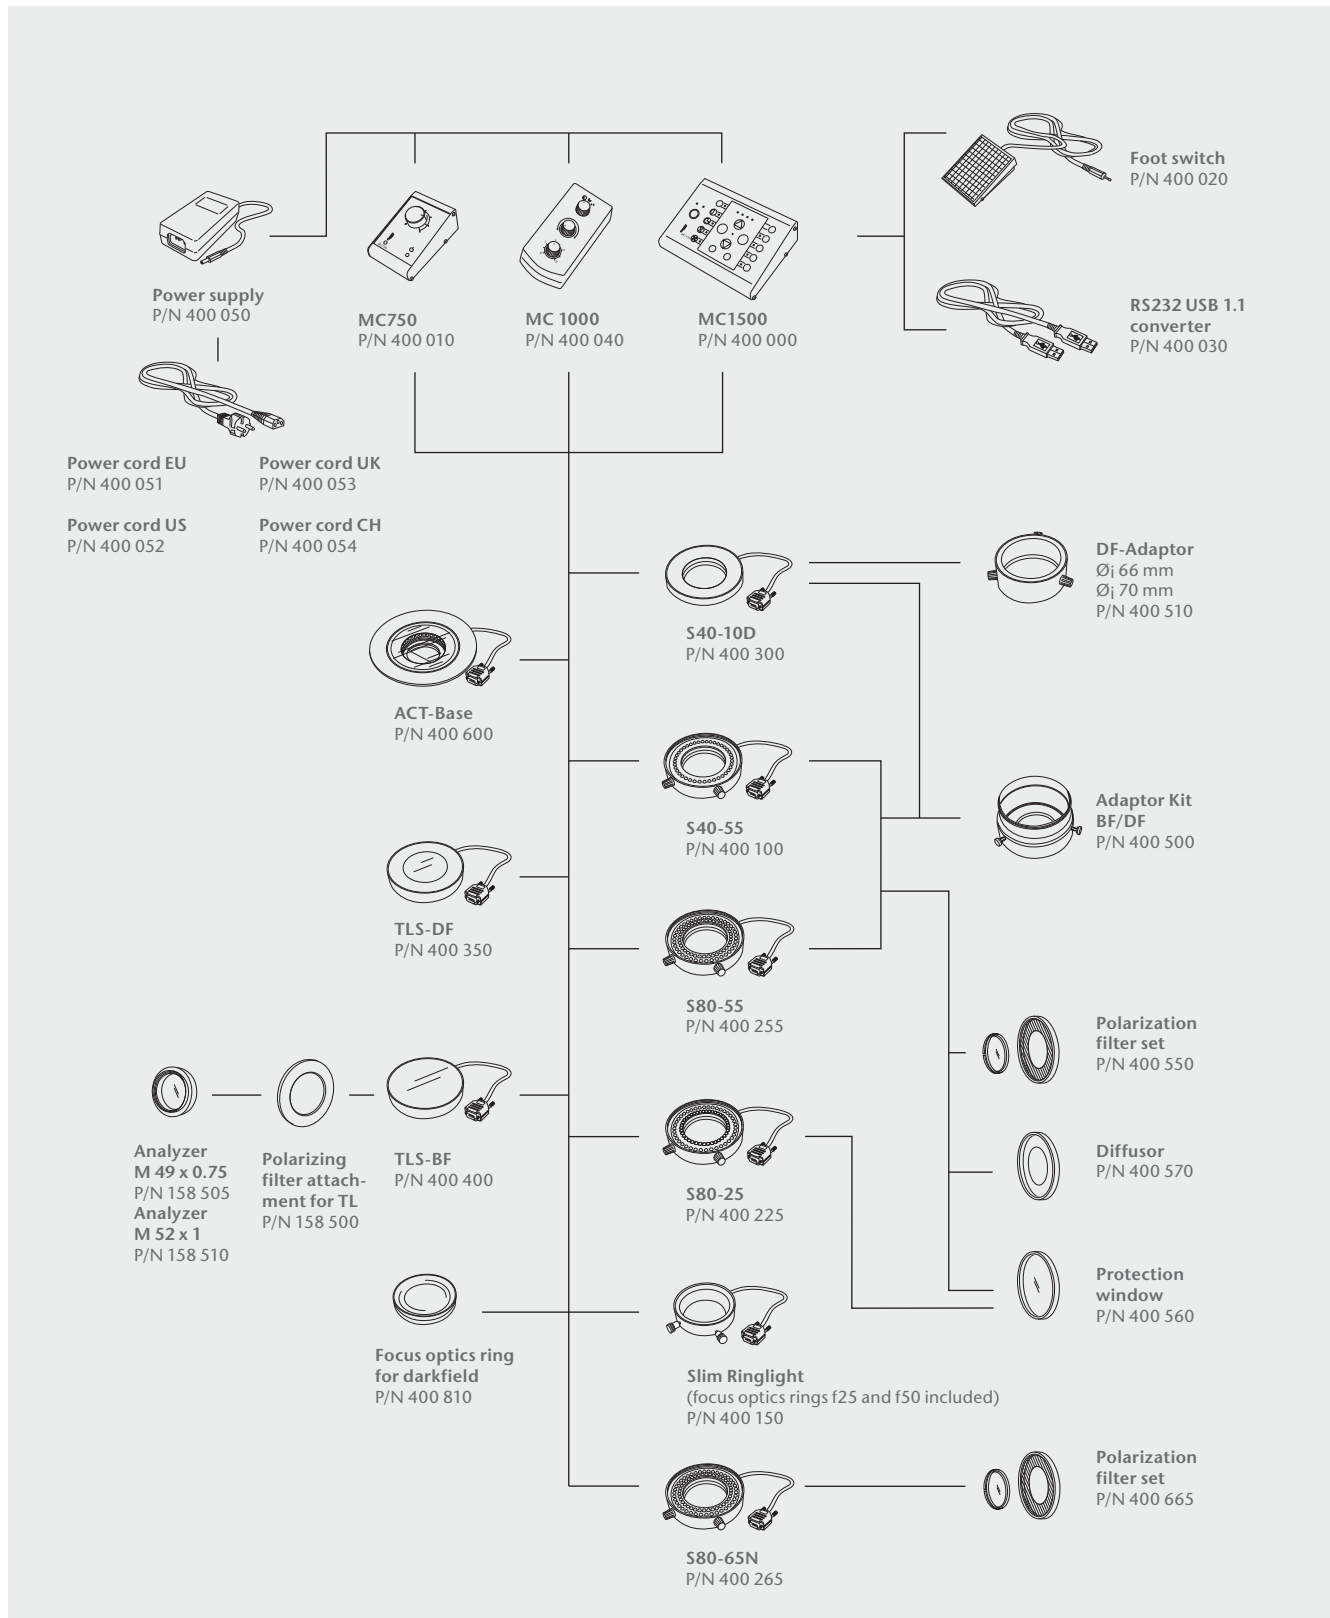 Foot switch
P/N 400 020
Power supply
P/N 400 050
MC750
P/N 400 010
MC 1000
P/N 400 040
MC1500
P/N 400 000
RS232 USB 1.1
converter
P/N 400 030
Power cord EU
P/N 400 051
Power cord UK
P/N 400 053
Power cord US
P/N 400 052
Power cord CH
P/N 400 054
DF-Adaptor
Ø¡ 66 mm
Ø¡ 70 mm
P/N 400 510
S40-10D
P/N 400 300
ACT-Base
P/N 400 600
S40-55
P/N 400 100
Adaptor Kit
BF/DF
P/N 400 500
TLS-DF
P/N 400 350
S80-55
P/N 400 255
Polarization
filter set
P/N 400 550
Analyzer
M 49 x 0.75
P/N 158 505
Analyzer
M 52 x 1
P/N 158 510
Polarizing
filter attach-
ment for TL
P/N 158 500
TLS-BF
P/N 400 400
S80-25
P/N 400 225
Diffusor
P/N 400 570
Protection
window
P/N 400 560
Focus optics ring
for darkfield
P/N 400 810
Slim Ringlight
(focus optics rings f25 and f50 included)
P/N 400 150
Polarization
filter set
P/N 400 665
S80-65N
P/N 400 265